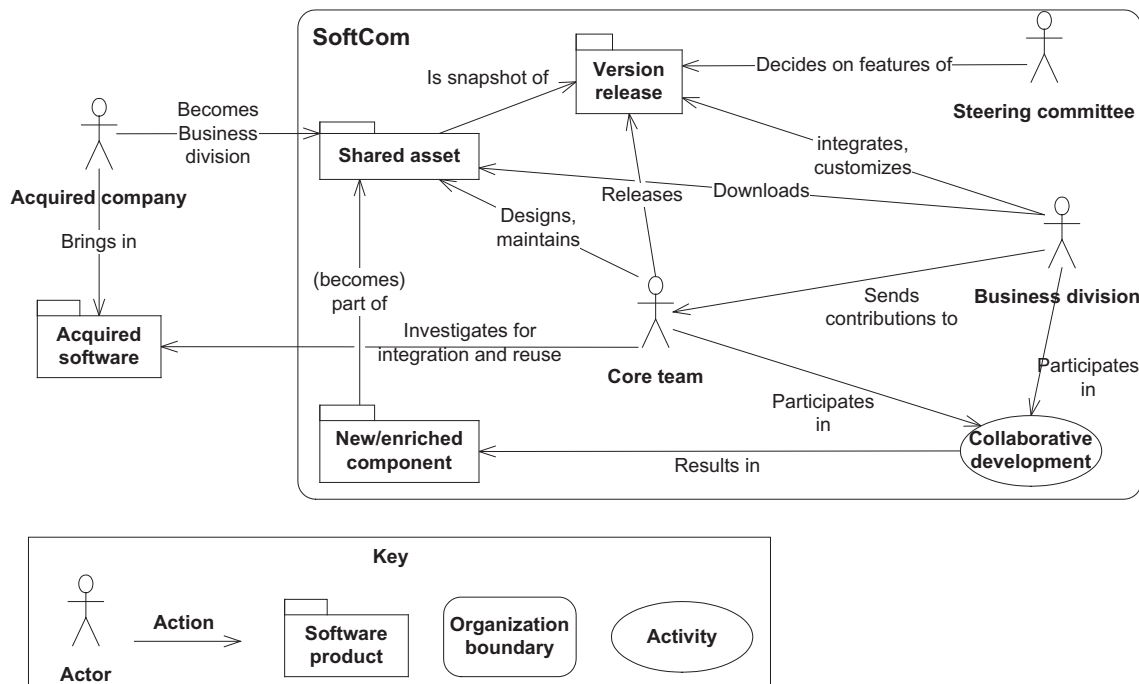 SoftCom
Version
release
Decides on features of
Steering committee
Is snapshot of
Becomes
Business
division
Acquired company
Shared asset
integrates,
customizes
Downloads
Releases
Designs,
maintains
Brings in
(becomes)
part of
Business division
Sends
contributions to
Acquired
software
Investigates for
integration and reuse
Core team
Participates
in
Participates
in
New/enriched
component
Results in
Collaborative
development
Key
Actor
Action
Software
product
Organization
boundary
Activity